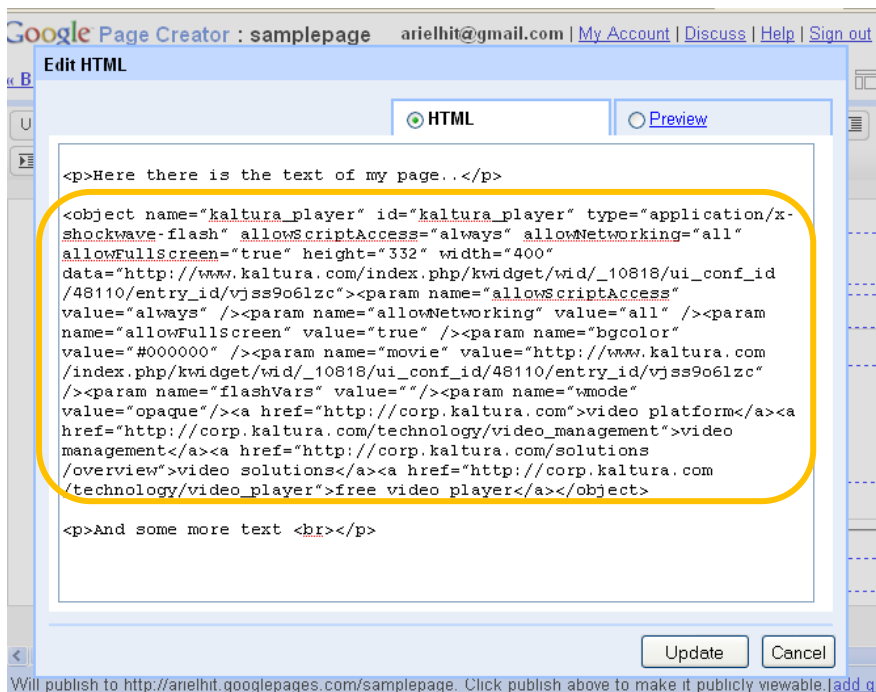 Google Page Creator : samplepage arielhit@gmail.com | My Account | Discuss | Help | Sign out
« B
Edit HTML
HTML Preview
U
<p>Here there is the text of my page..</p>
<object name="kaltura_player" id="kaltura_player" type="application/x-
shockwave-flash" allowScriptAccess="always" allowNetworking="all"
allowFullScreen="true" height="332" width="400"
data="http://www.kaltura.com/index.php/kwidget/wid/_10818/ui_conf_id
/48110/entry_id/vjss9o61zc"><param name="allowScriptAccess"
value="always" /><param name="allowNetworking" value="all" /><param
name="allowFullScreen" value="true" /><param name="bgcolor"
value="#000000" /><param name="movie" value="http://www.kaltura.com
/index.php/kwidget/wid/_10818/ui_conf_id/48110/entry_id/vjss9o61zc"
/><param name="flashVars" value=""/><param name="wmode"
value="opaque"/><a href="http://corp.kaltura.com">video platform</a><a
href="http://corp.kaltura.com/technology/video_management">video
management</a><a href="http://corp.kaltura.com/solutions
/overview">video solutions</a><a href="http://corp.kaltura.com
/technology/video_player">free video player</a></object>
<p>And some more text <br></p>
Update Cancel
Will publish to http://arielhit.googlepages.com/samplepage. Click publish above to make it publicly viewable.|add g